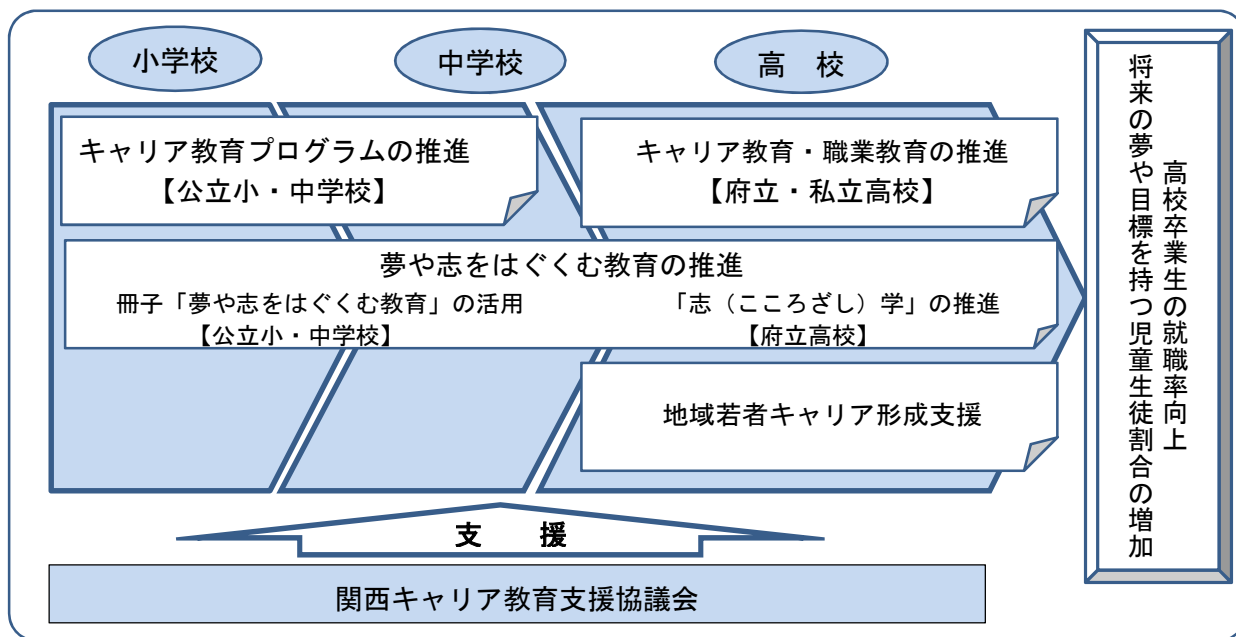 小学校
中学校
高　校
キャリア教育プログラムの推進
【公立小・中学校】
キャリア教育・職業教育の推進
【府立・私立高校】
夢や志をはぐくむ教育の推進
冊子「夢や志をはぐくむ教育」の活用
【公立小・中学校】
「志（こころざし）学」の推進
【府立高校】
地域若者キャリア形成支援
支　援
関西キャリア教育支援協議会
高校卒業生の就職率向上
将来の夢や目標を持つ児童生徒割合の増加